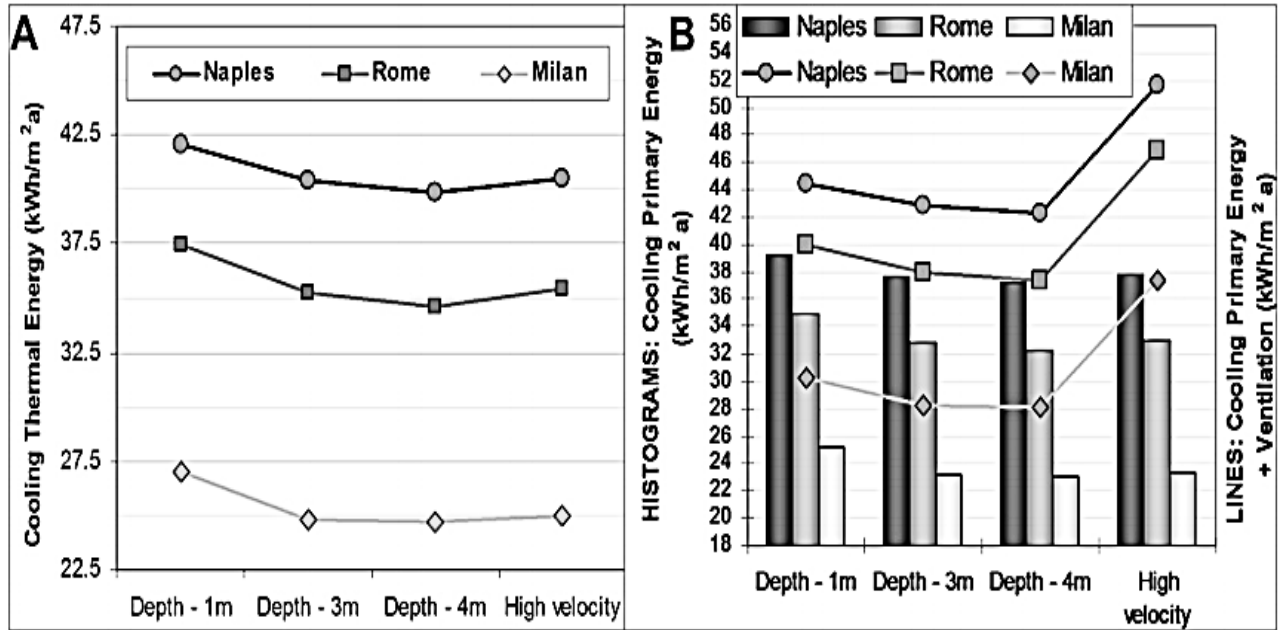 A
47.5
42.5
37.5
32.5
27.5
22.5
Cooling Thermal Energy (kWh/m ²a)
Naples Rome Milan
Depth - 1m Depth - 3m Depth - 4m High velocity
B
HISTOGRAMS: Cooling Primary Energy
(kWh/m² a)
56
54
52
50
48
46
44
42
40
38
36
34
32
30
28
26
24
22
20
18
Naples Rome Milan
Naples Rome Milan
Depth - 1m Depth - 3m Depth - 4m High
velocity
LINES: Cooling Primary Energy
+ Ventilation (kWh/m ² a)